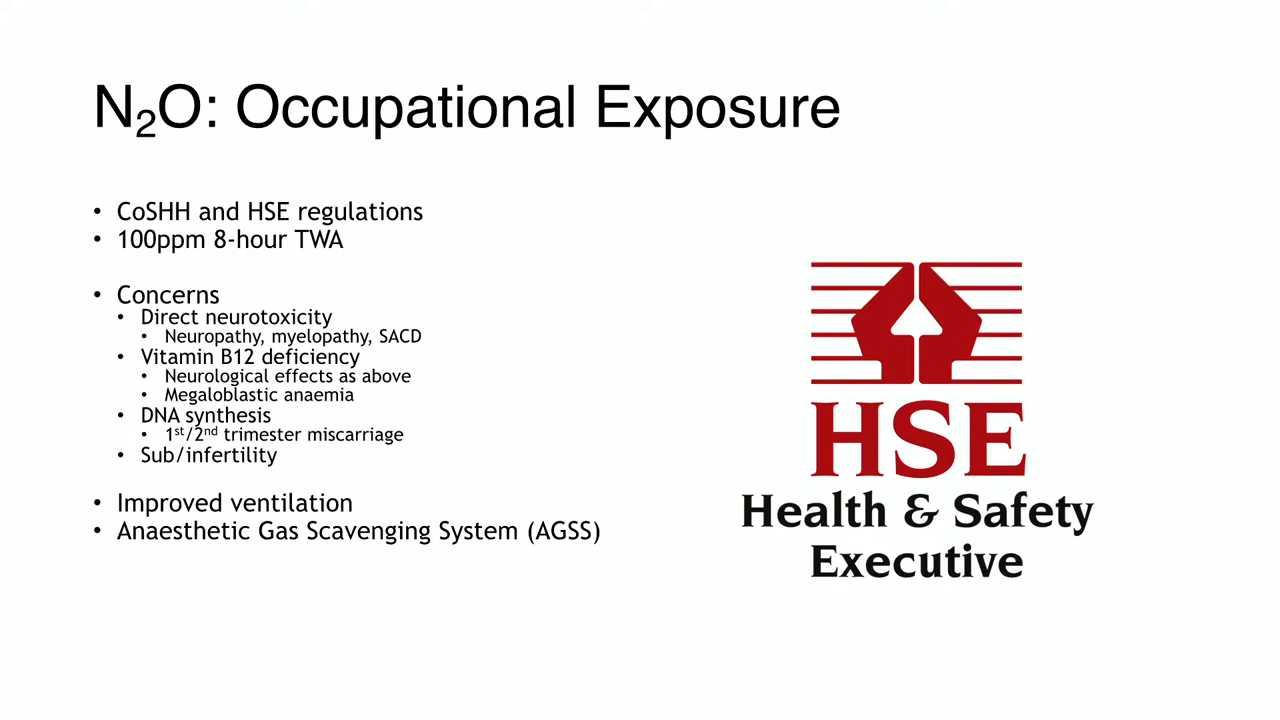 N₂O: Occupational Exposure
• CoSHH and HSE regulations
• 100ppm 8-hour TWA
• Concerns
• Direct neurotoxicity
• Neuropathy, myelopathy, SACD
• Vitamin B12 deficiency
• Neurological effects as above
• Megaloblastic anaemia
• DNA synthesis
• 1st/2nd trimester miscarriage
• Sub/infertility
• Improved ventilation
• Anaesthetic Gas Scavenging System (AGSS)
HSE
Health & Safety
Executive